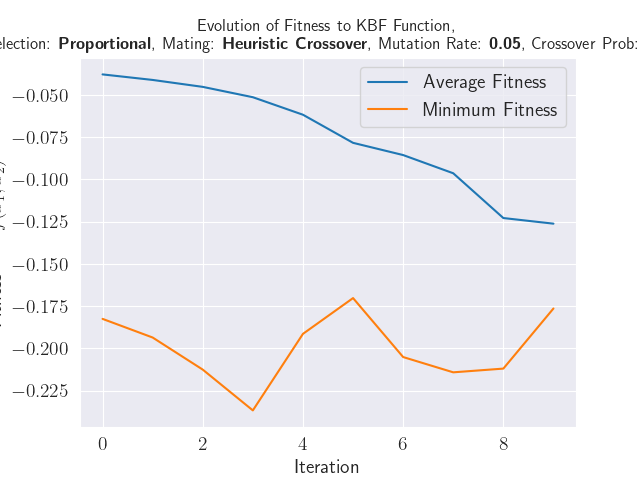 Evolution of Fitness to KBF Function,
Proportional, Mating: Heuristic Crossover, Mutation Rate: 0.05, Crossover Prob:
Average Fitness
Minimum Fitness
−0.050
−0.075
−0.100
−0.125
−0.150
−0.175
−0.200
−0.225
0 2 4 6 8
Iteration